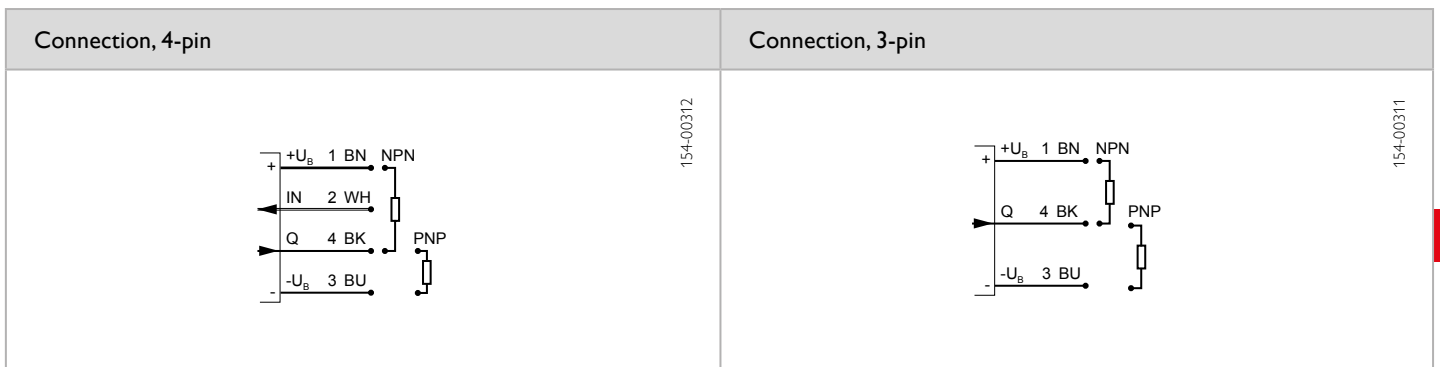 Connection, 4-pin
154-00312
+ +U_B 1 BN NPN
IN 2 WH
Q 4 BK PNP
- -U_B 3 BU
Connection, 3-pin
154-00311
+ +U_B 1 BN NPN
Q 4 BK PNP
- -U_B 3 BU